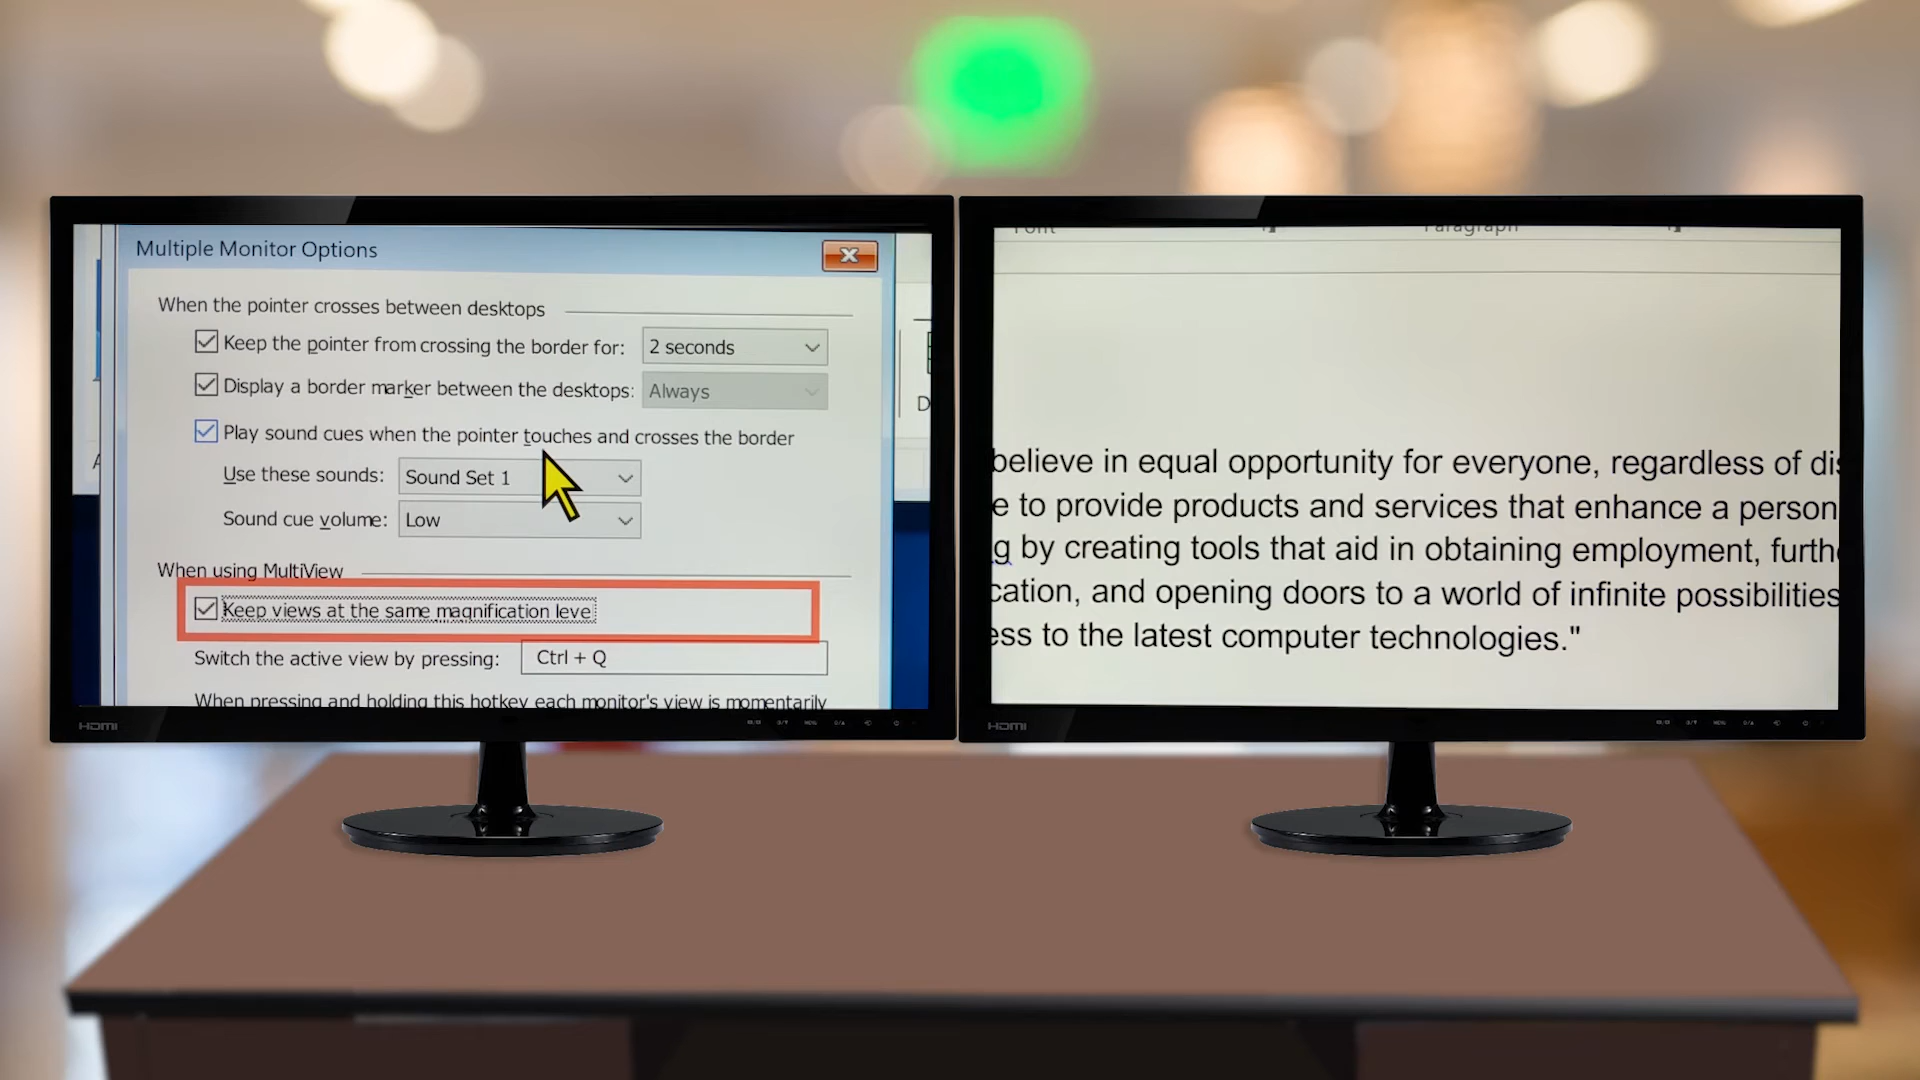 Multiple Monitor Options
When the pointer crosses between desktops
Keep the pointer from crossing the border for: 2 seconds
Display a border marker between the desktops: Always
Play sound cues when the pointer touches and crosses the border
Use these sounds: Sound Set 1
Sound cue volume: Low
When using MultiView
Keep views at the same magnification leve
Switch the active view by pressing: Ctrl + Q
When pressing and holding this hotkey each monitor's view is momentarily
HDMI
Font Paragraph
believe in equal opportunity for everyone, regardless of dis
e to provide products and services that enhance a person
g by creating tools that aid in obtaining employment, furth
cation, and opening doors to a world of infinite possibilities
ess to the latest computer technologies."
HDMI